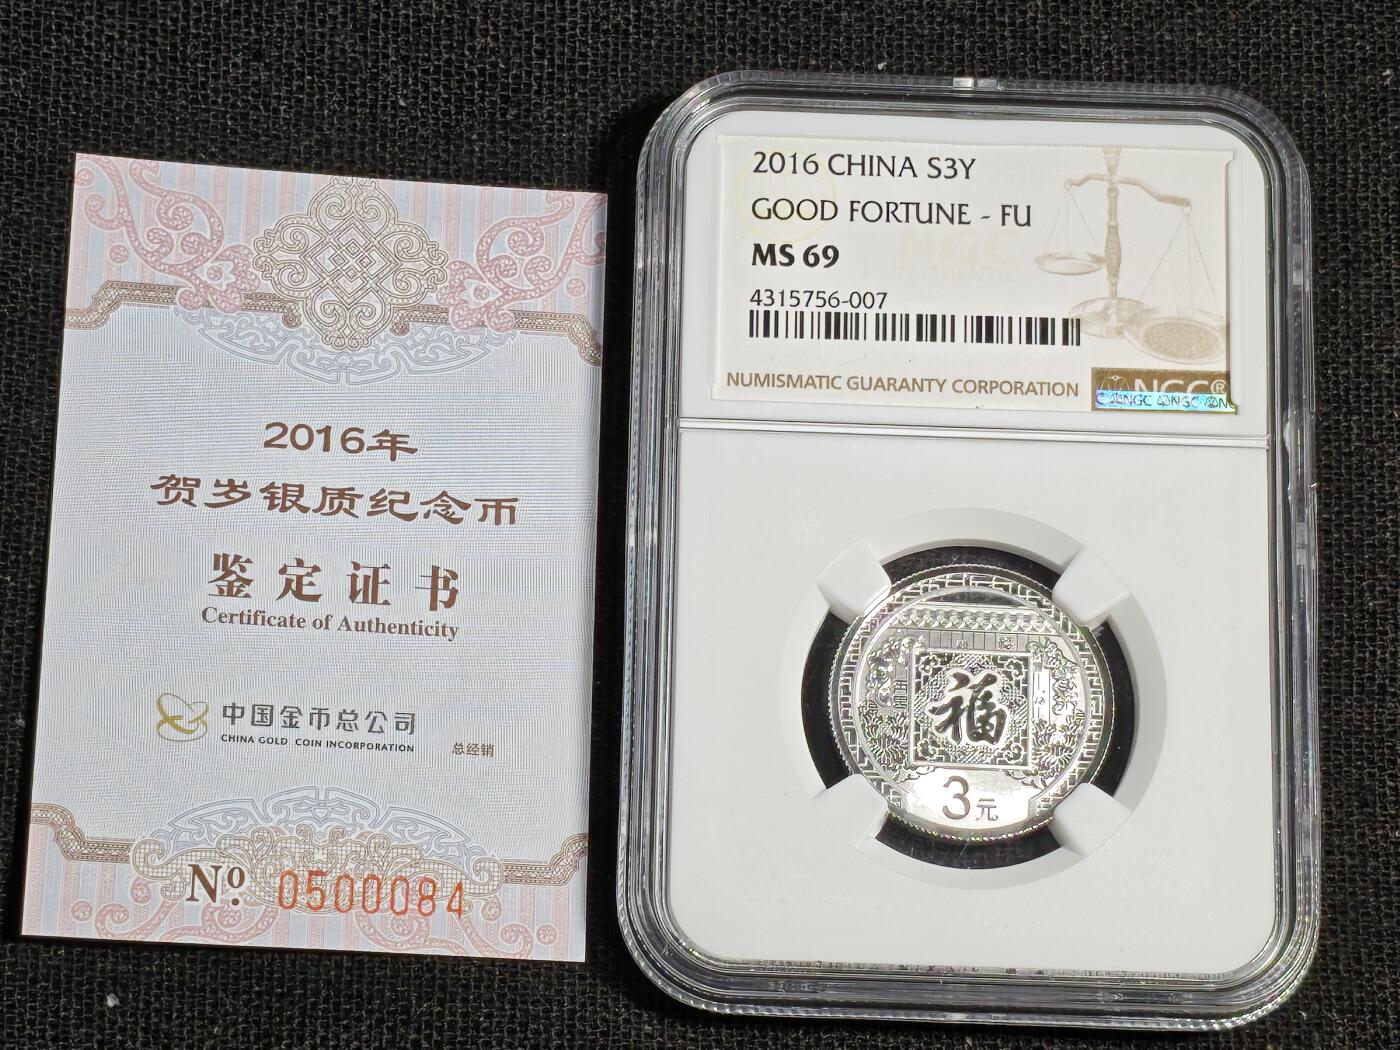 2016年
贺岁银质纪念币
鉴定证书
Certificate of Authenticity
中国金币总公司
CHINA GOLD COIN INCORPORATION
总经销
Nº. 0500084
2016 CHINA S3Y
GOOD FORTUNE - FU
MS 69
4315756-007
NUMISMATIC GUARANTY CORPORATION
NGC®
NGC NGC
福
3元